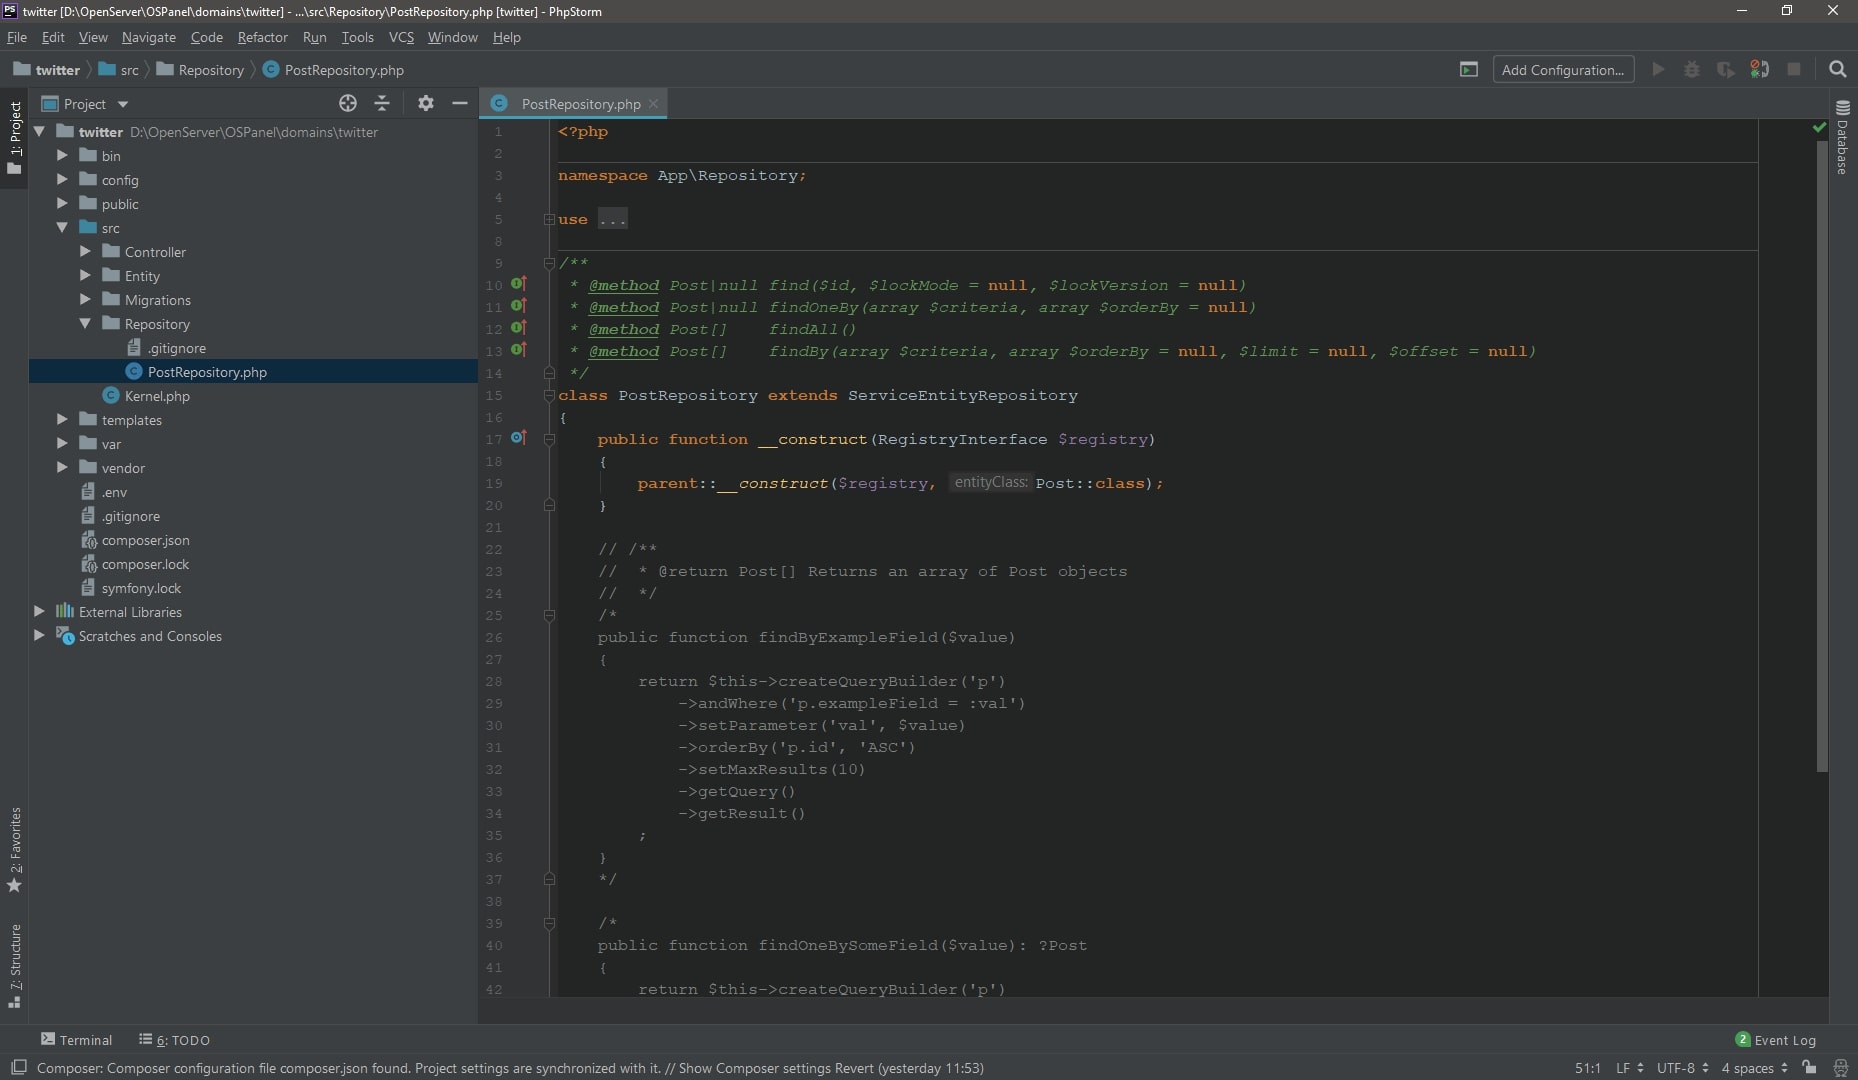 twitter [D:\OpenServer\OSPanel\domains\twitter] - ...\src\Repository\PostRepository.php [twitter] - PhpStorm
File Edit View Navigate Code Refactor Run Tools VCS Window Help
twitter src Repository PostRepository.php
Add Configuration...
1: Project
Project
twitter D:\OpenServer\OSPanel\domains\twitter
bin
config
public
src
Controller
Entity
Migrations
Repository
.gitignore
PostRepository.php
Kernel.php
templates
var
vendor
.env
.gitignore
composer.json
composer.lock
symfony.lock
External Libraries
Scratches and Consoles
2: Favorites
7: Structure
PostRepository.php
1 <?php
2
3 namespace App\Repository;
4
5 use ...
8
9 /**
10 * @method Post|null find($id, $lockMode = null, $lockVersion = null)
11 * @method Post|null findOneBy(array $criteria, array $orderBy = null)
12 * @method Post[]    findAll()
13 * @method Post[]    findBy(array $criteria, array $orderBy = null, $limit = null, $offset = null)
14 */
15 class PostRepository extends ServiceEntityRepository
16 {
17     public function __construct(RegistryInterface $registry)
18     {
19         parent::__construct($registry, entityClass: Post::class);
20     }
21
22     // /**
23     //  * @return Post[] Returns an array of Post objects
24     //  */
25     /*
26     public function findByExampleField($value)
27     {
28         return $this->createQueryBuilder('p')
29             ->andWhere('p.exampleField = :val')
30             ->setParameter('val', $value)
31             ->orderBy('p.id', 'ASC')
32             ->setMaxResults(10)
33             ->getQuery()
34             ->getResult()
35         ;
36     }
37     */
38
39     /*
40     public function findOneBySomeField($value): ?Post
41     {
42         return $this->createQueryBuilder('p')
Database
Terminal 6: TODO
2 Event Log
Composer: Composer configuration file composer.json found. Project settings are synchronized with it. // Show Composer settings Revert (yesterday 11:53)
51:1 LF UTF-8 4 spaces